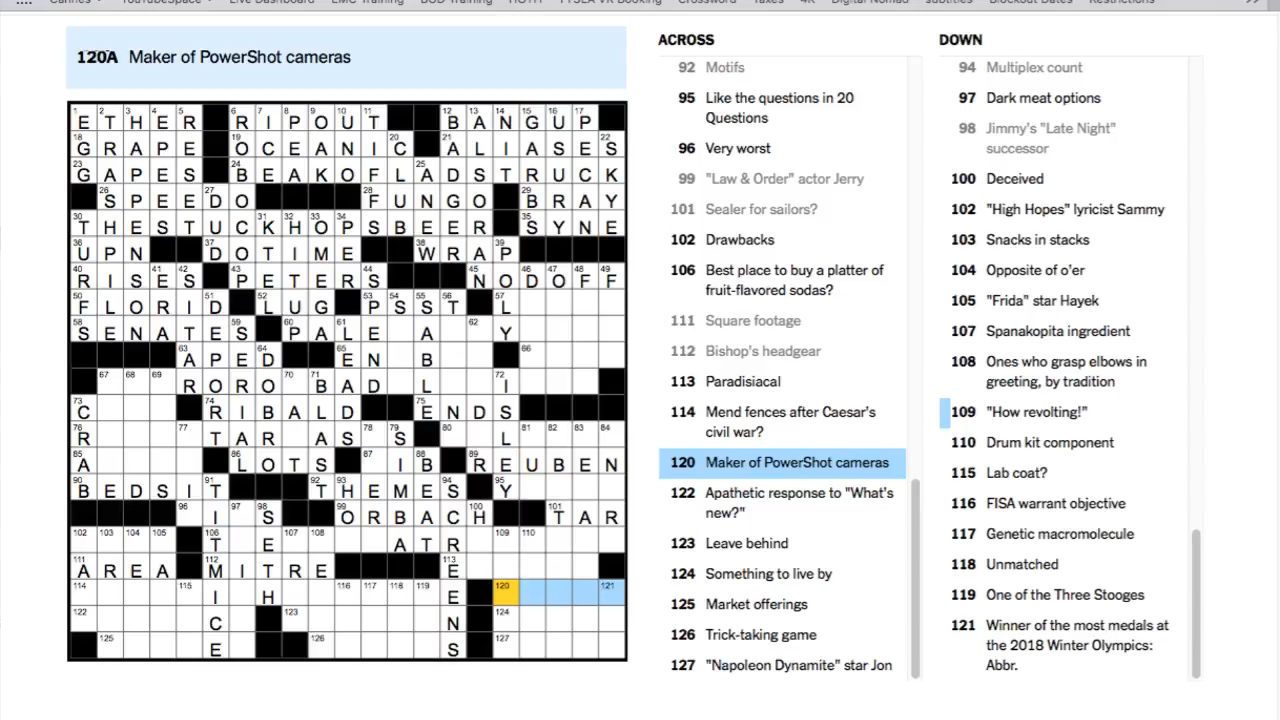 120A Maker of PowerShot cameras
ACROSS
92 Motifs
95 Like the questions in 20
Questions
96 Very worst
99 "Law & Order" actor Jerry
101 Sealer for sailors?
102 Drawbacks
106 Best place to buy a platter of
fruit-flavored sodas?
111 Square footage
112 Bishop's headgear
113 Paradisiacal
114 Mend fences after Caesar's
civil war?
120 Maker of PowerShot cameras
122 Apathetic response to "What's
new?"
123 Leave behind
124 Something to live by
125 Market offerings
126 Trick-taking game
127 "Napoleon Dynamite" star Jon
DOWN
94 Multiplex count
97 Dark meat options
98 Jimmy's "Late Night"
successor
100 Deceived
102 "High Hopes" lyricist Sammy
103 Snacks in stacks
104 Opposite of o'er
105 "Frida" star Hayek
107 Spanakopita ingredient
108 Ones who grasp elbows in
greeting, by tradition
109 "How revolting!"
110 Drum kit component
115 Lab coat?
116 FISA warrant objective
117 Genetic macromolecule
118 Unmatched
119 One of the Three Stooges
121 Winner of the most medals at
the 2018 Winter Olympics:
Abbr.
ETHER RIPOUT BANGUP
GRAPE OCEANIC ALIASES
GAPES BEAKOFLADSTRUCK
SPEEDO FUNGO BRAY
THESTUCKHOPSBEER SYNE
UPN DOTIME WRAP
RISES PETERS NODOFF
FLORID LUG PSST L
SENATES PALE A Y
APED EN B
RORO BAD L I
C RIBALD ENDS
R TAR AS S L
A LOTS IB REUBEN
BEDSIT THEMES Y
I S ORBACH TAR
T E ATR
AREA MITRE E
I H E
C N
E S